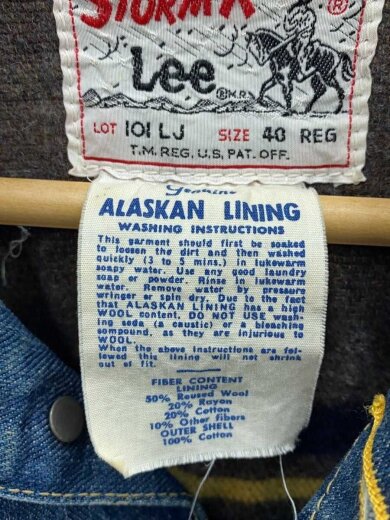 STORM
®
Lee ® M.R.
LOT 101 LJ SIZE 40 REG
T.M. REG. U.S. PAT. OFF.
Genuine
ALASKAN LINING
WASHING INSTRUCTIONS
This garment should first be soaked
to loosen the dirt and then washed
quickly (3 to 5 mins.) in lukewarm
soapy water. Use any good laundry
soap or powder. Rinse in lukewarm
water. Remove water by pressure
wringer or spin dry. Due to the fact
that ALASKAN LINING has a high
WOOL content, DO NOT USE wash-
ing soda (a caustic) or a bleaching
compound, as they are injurious to
WOOL.
When the above instructions are fol-
lowed this lining will not shrink
out of fit.
FIBER CONTENT
LINING
50% Reused Wool
20% Rayon
20% Cotton
10% Other fibers
OUTER SHELL
100% Cotton